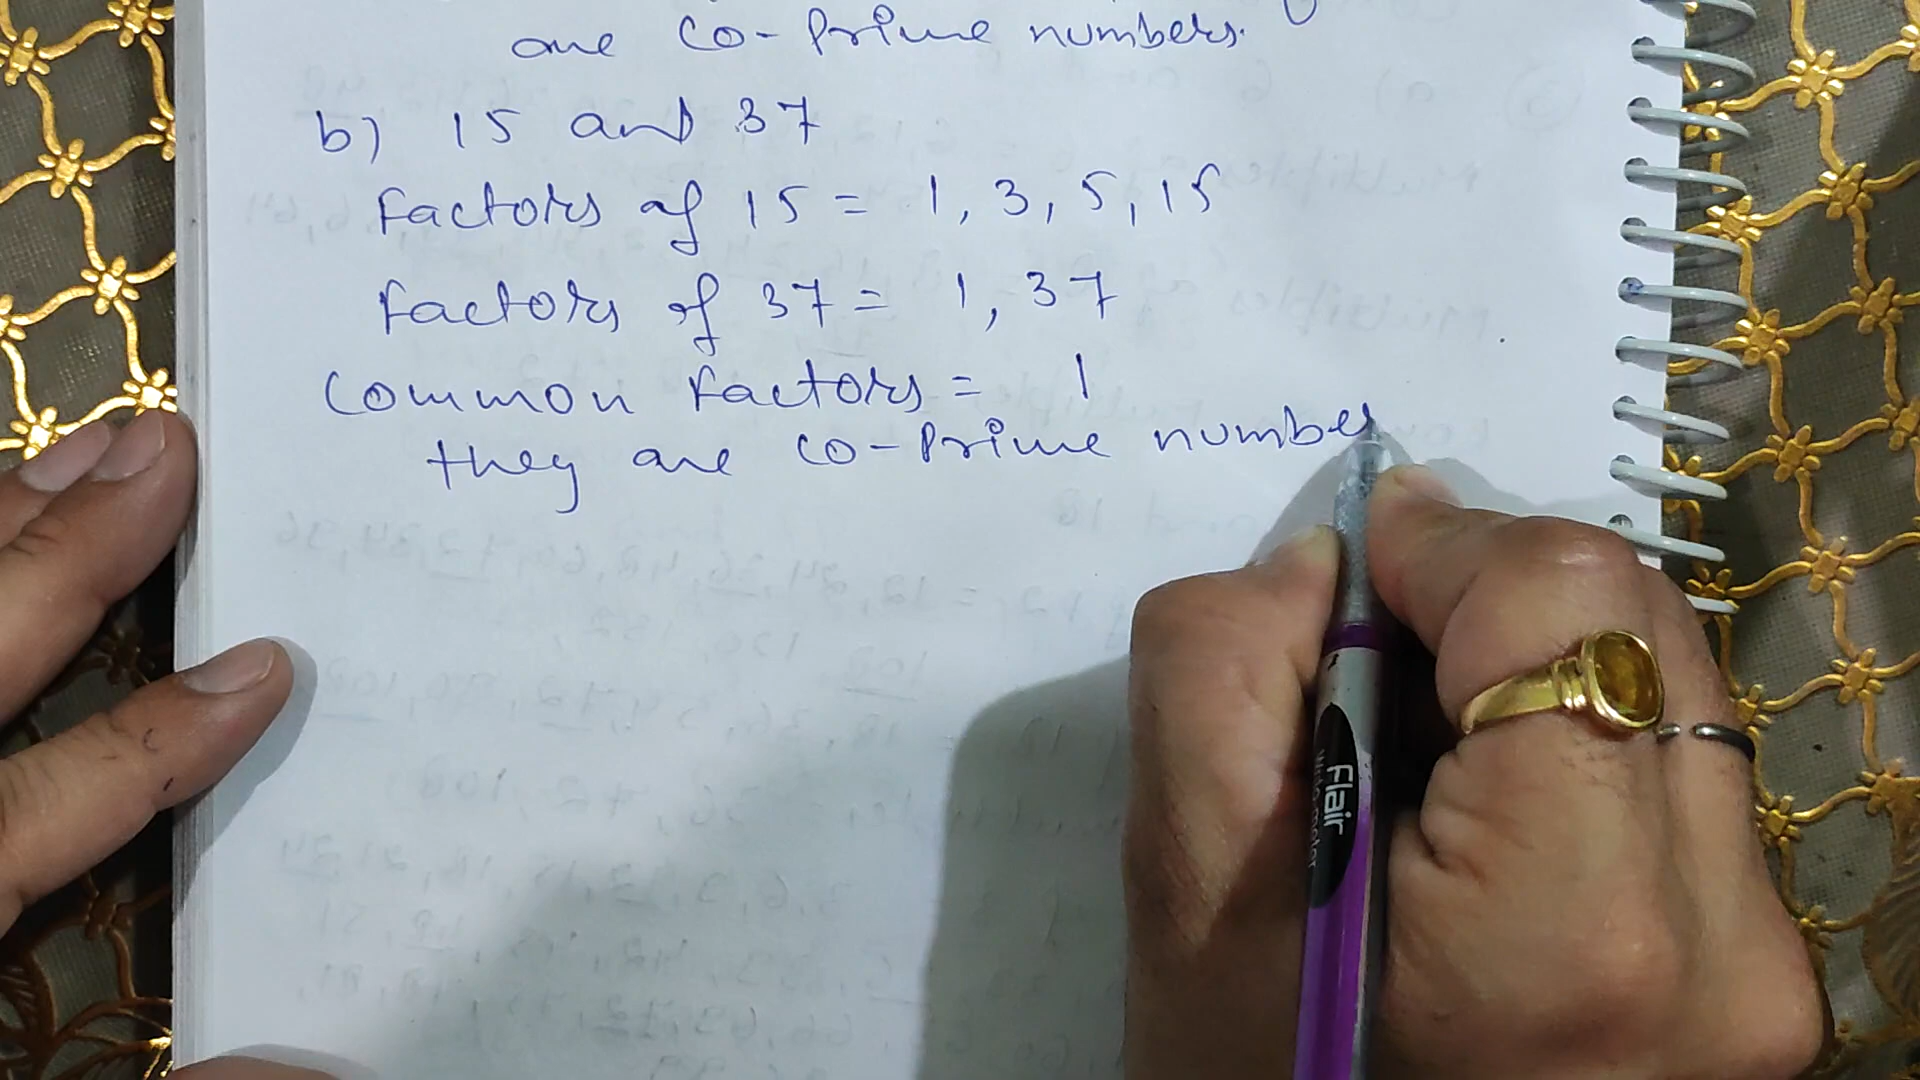 are co-prime numbers.
b) 15 and 37
Factors of 15 = 1, 3, 5, 15
Factors of 37 = 1, 37
Common Factors = 1
they are co-prime number
Flair